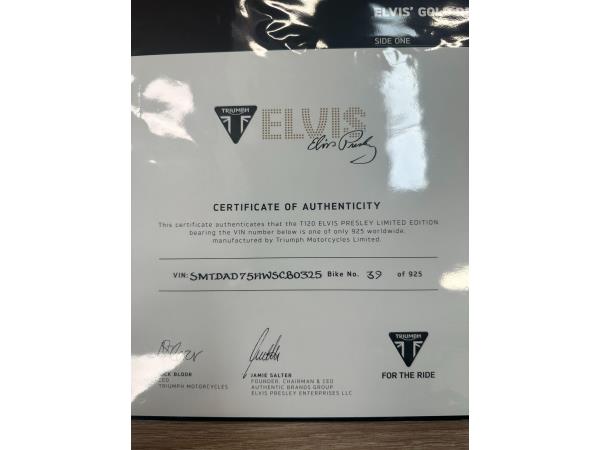 ELVIS' GOLD
SIDE ONE
TRIUMPH
ELVIS
Elvis Presley
CERTIFICATE OF AUTHENTICITY
This certificate authenticates that the T120 ELVIS PRESLEY LIMITED EDITION
bearing the VIN number below is one of only 925 worldwide,
manufactured by Triumph Motorcycles Limited.
VIN: SMTDAD75HWSCB0325 Bike No. 39 of 925
BLOOR
CEO,
TRIUMPH MOTORCYCLES
JAMIE SALTER
FOUNDER, CHAIRMAN & CEO
AUTHENTIC BRANDS GROUP
ELVIS PRESLEY ENTERPRISES LLC
TRIUMPH
FOR THE RIDE